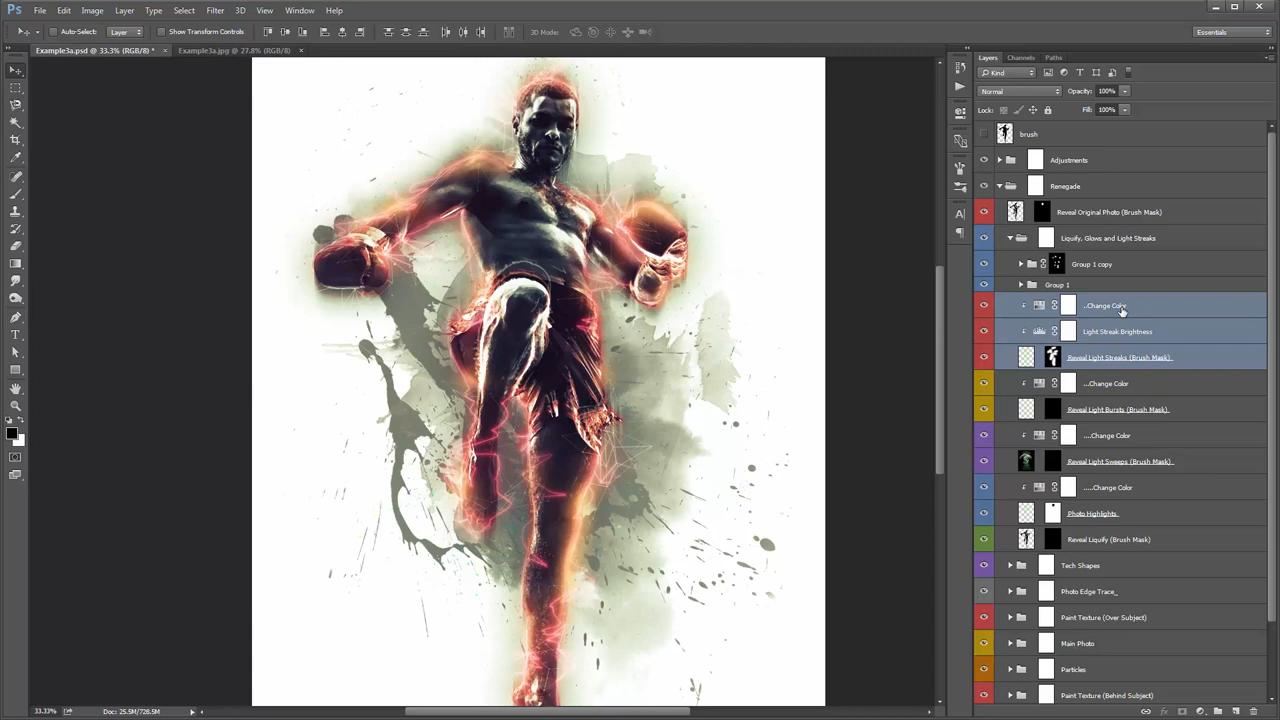 Ps File Edit Image Layer Type Select Filter 3D View Window Help
Auto-Select: Layer Show Transform Controls 3D Mode: Essentials
Example3a.psd @ 33.3% (RGB/8) * × Example3a.jpg @ 27.8% (RGB/8) ×
Layers Channels Paths
Kind
Normal Opacity: 100%
Lock: Fill: 100%
brush
Adjustments
Renegade
Reveal Original Photo (Brush Mask)
Liquify, Glows and Light Streaks
Group 1 copy
Group 1
..Change Color
Light Streak Brightness
Reveal Light Streaks (Brush Mask)
...Change Color
Reveal Light Bursts (Brush Mask)
....Change Color
Reveal Light Sweeps (Brush Mask)
.....Change Color
Photo Highlights
Reveal Liquify (Brush Mask)
Tech Shapes
Photo Edge Trace_
Paint Texture (Over Subject)
Main Photo
Particles
Paint Texture (Behind Subject)
33.33% Doc: 25.5M/728.5M
fx